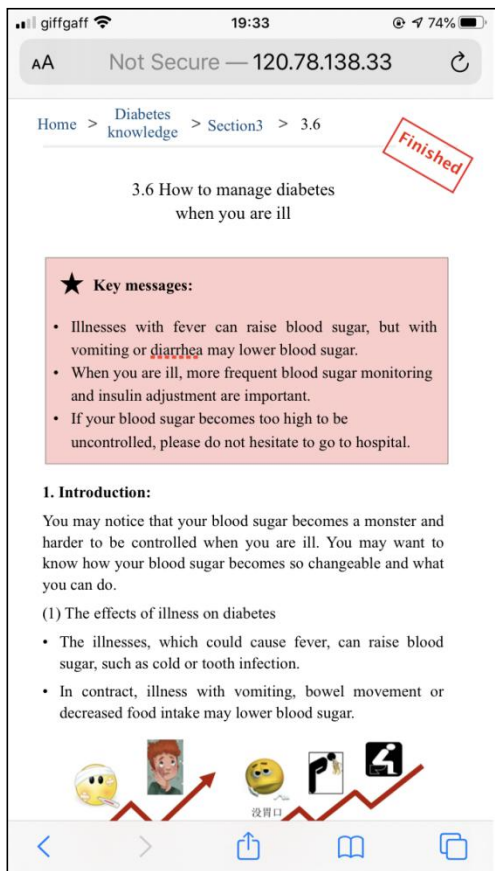 giffgaff 19:33 74%
AA Not Secure — 120.78.138.33
Home > Diabetes knowledge > Section3 > 3.6
Finished
3.6 How to manage diabetes
when you are ill
★ Key messages:
• Illnesses with fever can raise blood sugar, but with
vomiting or diarrhea may lower blood sugar.
• When you are ill, more frequent blood sugar monitoring
and insulin adjustment are important.
• If your blood sugar becomes too high to be
uncontrolled, please do not hesitate to go to hospital.
1. Introduction:
You may notice that your blood sugar becomes a monster and
harder to be controlled when you are ill. You may want to
know how your blood sugar becomes so changeable and what
you can do.
(1) The effects of illness on diabetes
• The illnesses, which could cause fever, can raise blood
sugar, such as cold or tooth infection.
• In contract, illness with vomiting, bowel movement or
decreased food intake may lower blood sugar.
没胃口